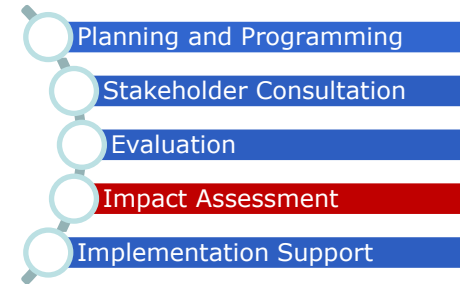 Planning and Programming
Stakeholder Consultation
Evaluation
Impact Assessment
Implementation Support